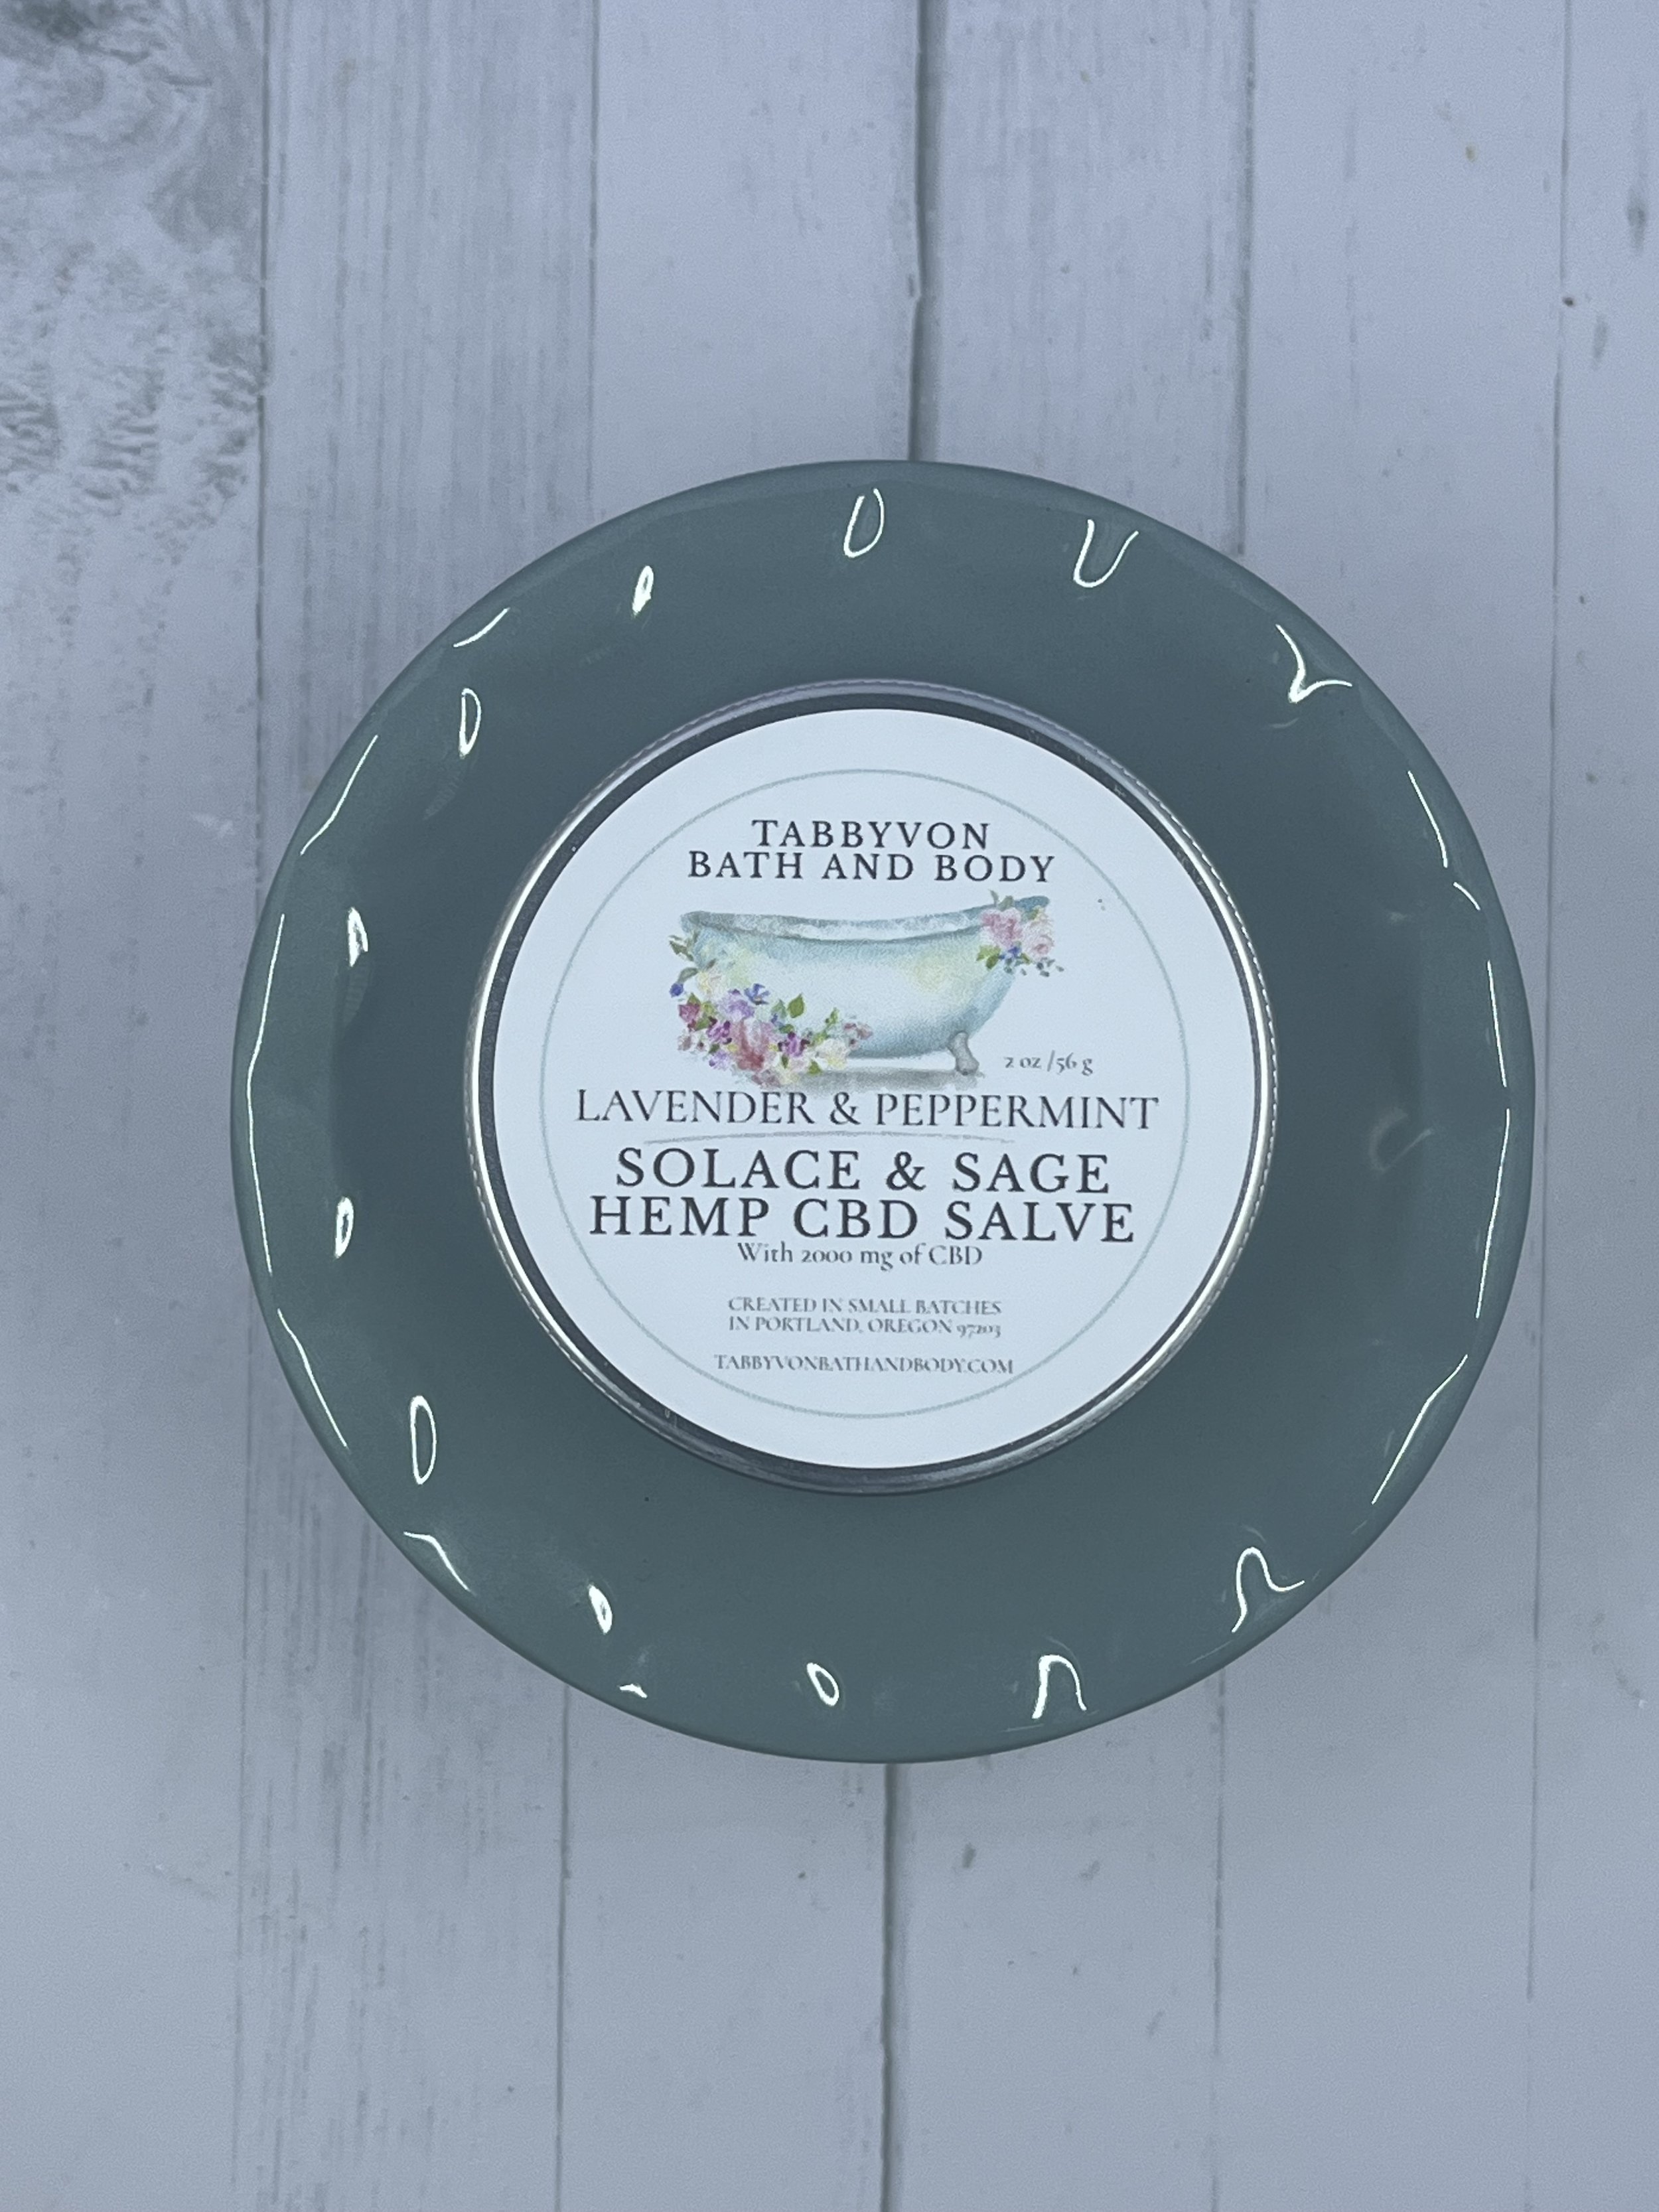 TABBYVON
BATH AND BODY
2 oz /56 g
LAVENDER & PEPPERMINT
SOLACE & SAGE
HEMP CBD SALVE
With 2000 mg of CBD
CREATED IN SMALL BATCHES
IN PORTLAND, OREGON 97203
TABBYVONBATHANDBODY.COM